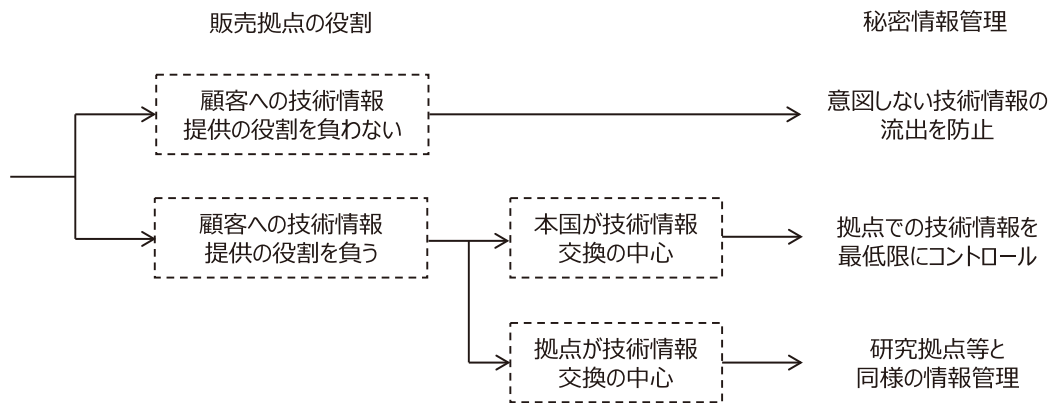 販売拠点の役割
秘密情報管理
顧客への技術情報
提供の役割を負わない
意図しない技術情報の
流出を防止
顧客への技術情報
提供の役割を負う
本国が技術情報
交換の中心
拠点での技術情報を
最低限にコントロール
拠点が技術情報
交換の中心
研究拠点等と
同様の情報管理